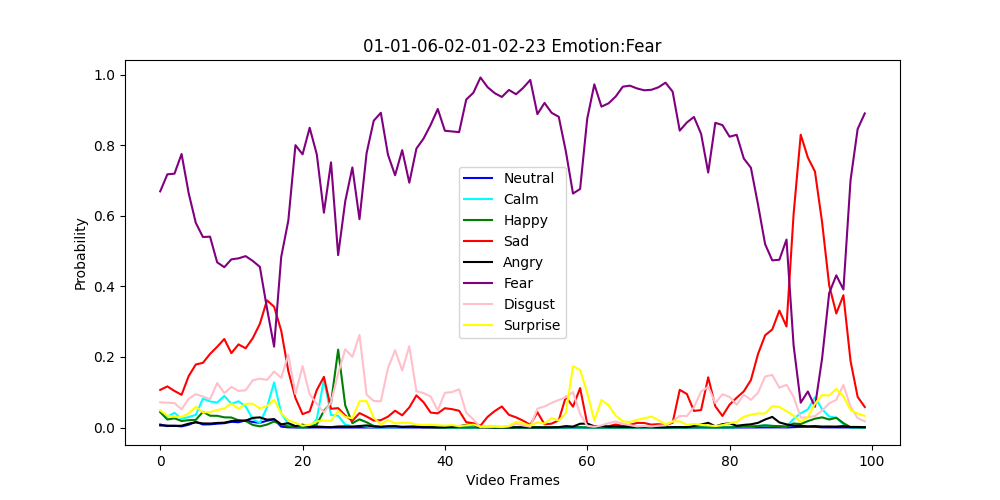 01-01-06-02-01-02-23 Emotion:Fear
1.0
0.8
0.6
0.4
0.2
0.0
Probability
Neutral
Calm
Happy
Sad
Angry
Fear
Disgust
Surprise
0 20 40 60 80 100
Video Frames